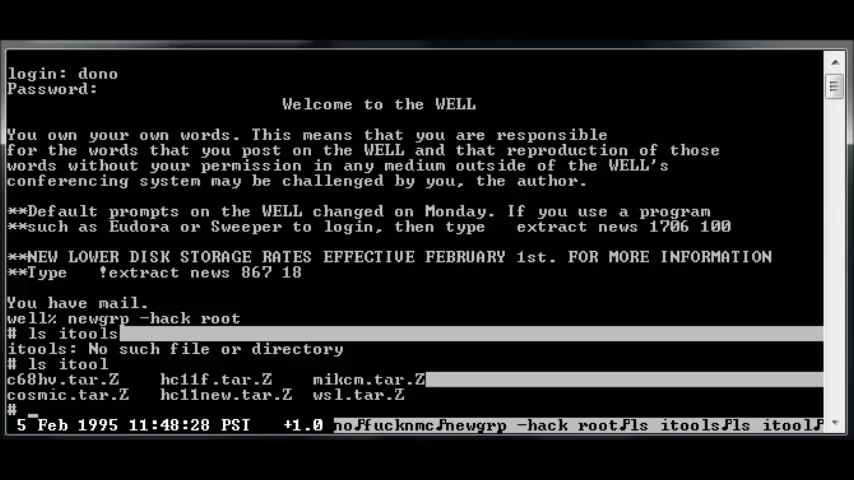 login: dono
Password:
Welcome to the WELL
You own your own words. This means that you are responsible
for the words that you post on the WELL and that reproduction of those
words without your permission in any medium outside of the WELL's
conferencing system may be challenged by you, the author.
**Default prompts on the WELL changed on Monday. If you use a program
**such as Eudora or Sweeper to login, then type   extract news 1706 100
**NEW LOWER DISK STORAGE RATES EFFECTIVE FEBRUARY 1st. FOR MORE INFORMATION
**Type   !extract news 867 18
You have mail.
well% newgrp -hack root
# ls itools
itools: No such file or directory
# ls itool
c68hv.tar.Z    hc11f.tar.Z    mikcm.tar.Z
cosmic.tar.Z   hc11new.tar.Z  wsl.tar.Z
#
5 Feb 1995 11:48:28 PSI   +1.0 no♪fucknmc♪newgrp -hack root♪ls itools♪ls itool♪